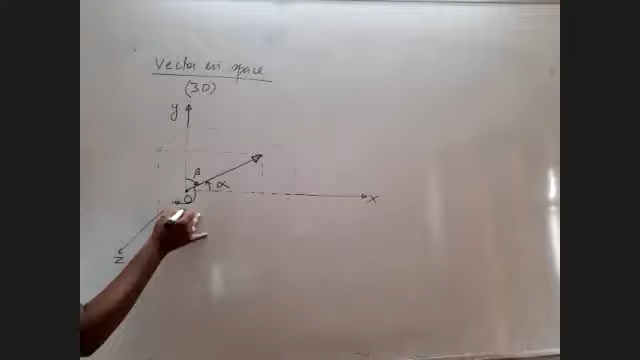 Vector in space
(3D)
y
β
α
O
x
z